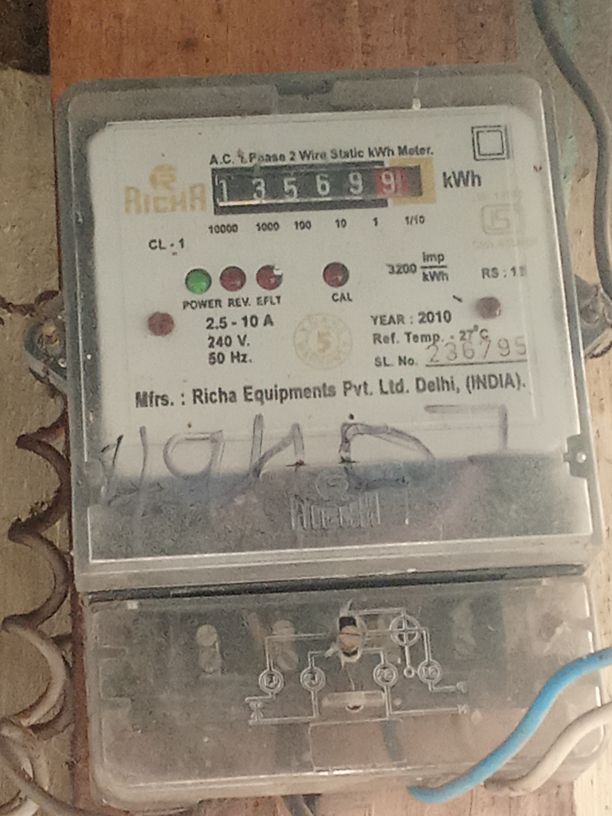 A.C. 1 Phase 2 Wire Static kWh Meter.
RICHA
1 3 5 6 9 9 kWh
10000 1000 100 10 1 1/10
CL - 1
3200 imp/kWh
POWER REV. EFLT CAL
2.5 - 10 A
240 V.
50 Hz.
5
YEAR : 2010
Ref. Temp. - 27°C
SL. No. 236795
Mfrs. : Richa Equipments Pvt. Ltd. Delhi, (INDIA).
RICHA